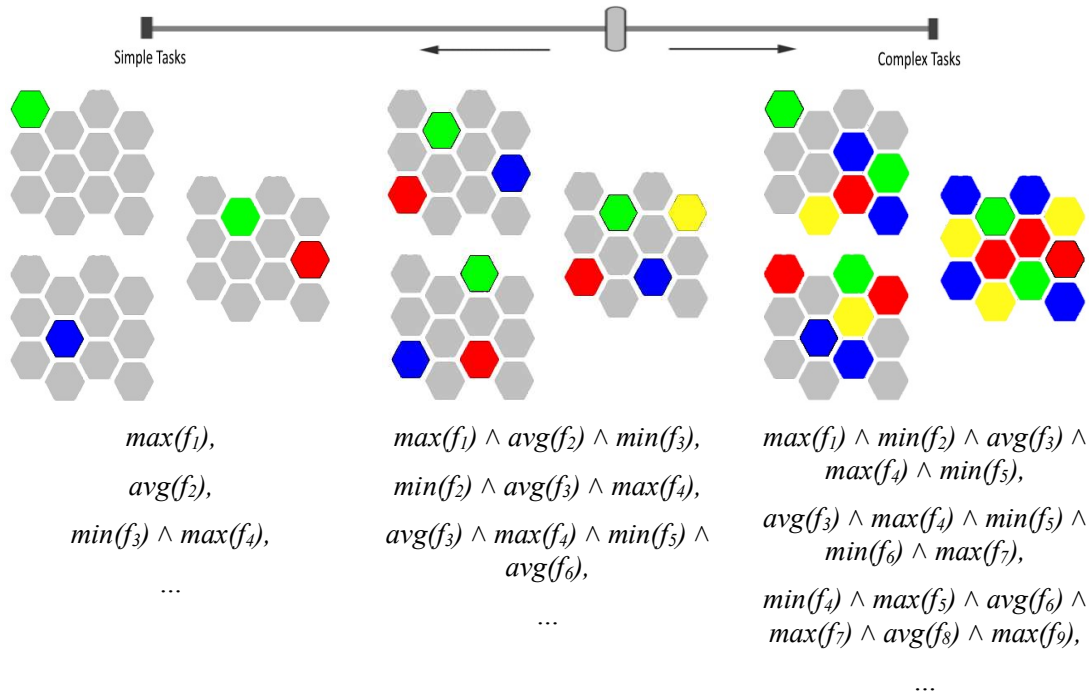 Simple Tasks
Complex Tasks
max(f₁),
avg(f₂),
min(f₃) ^ max(f₄),
...
max(f₁) ^ avg(f₂) ^ min(f₃),
min(f₂) ^ avg(f₃) ^ max(f₄),
avg(f₃) ^ max(f₄) ^ min(f₅) ^
avg(f₆),
...
max(f₁) ^ min(f₂) ^ avg(f₃) ^
max(f₄) ^ min(f₅),
avg(f₃) ^ max(f₄) ^ min(f₅) ^
min(f₆) ^ max(f₇),
min(f₄) ^ max(f₅) ^ avg(f₆) ^
max(f₇) ^ avg(f₈) ^ max(f₉),
...